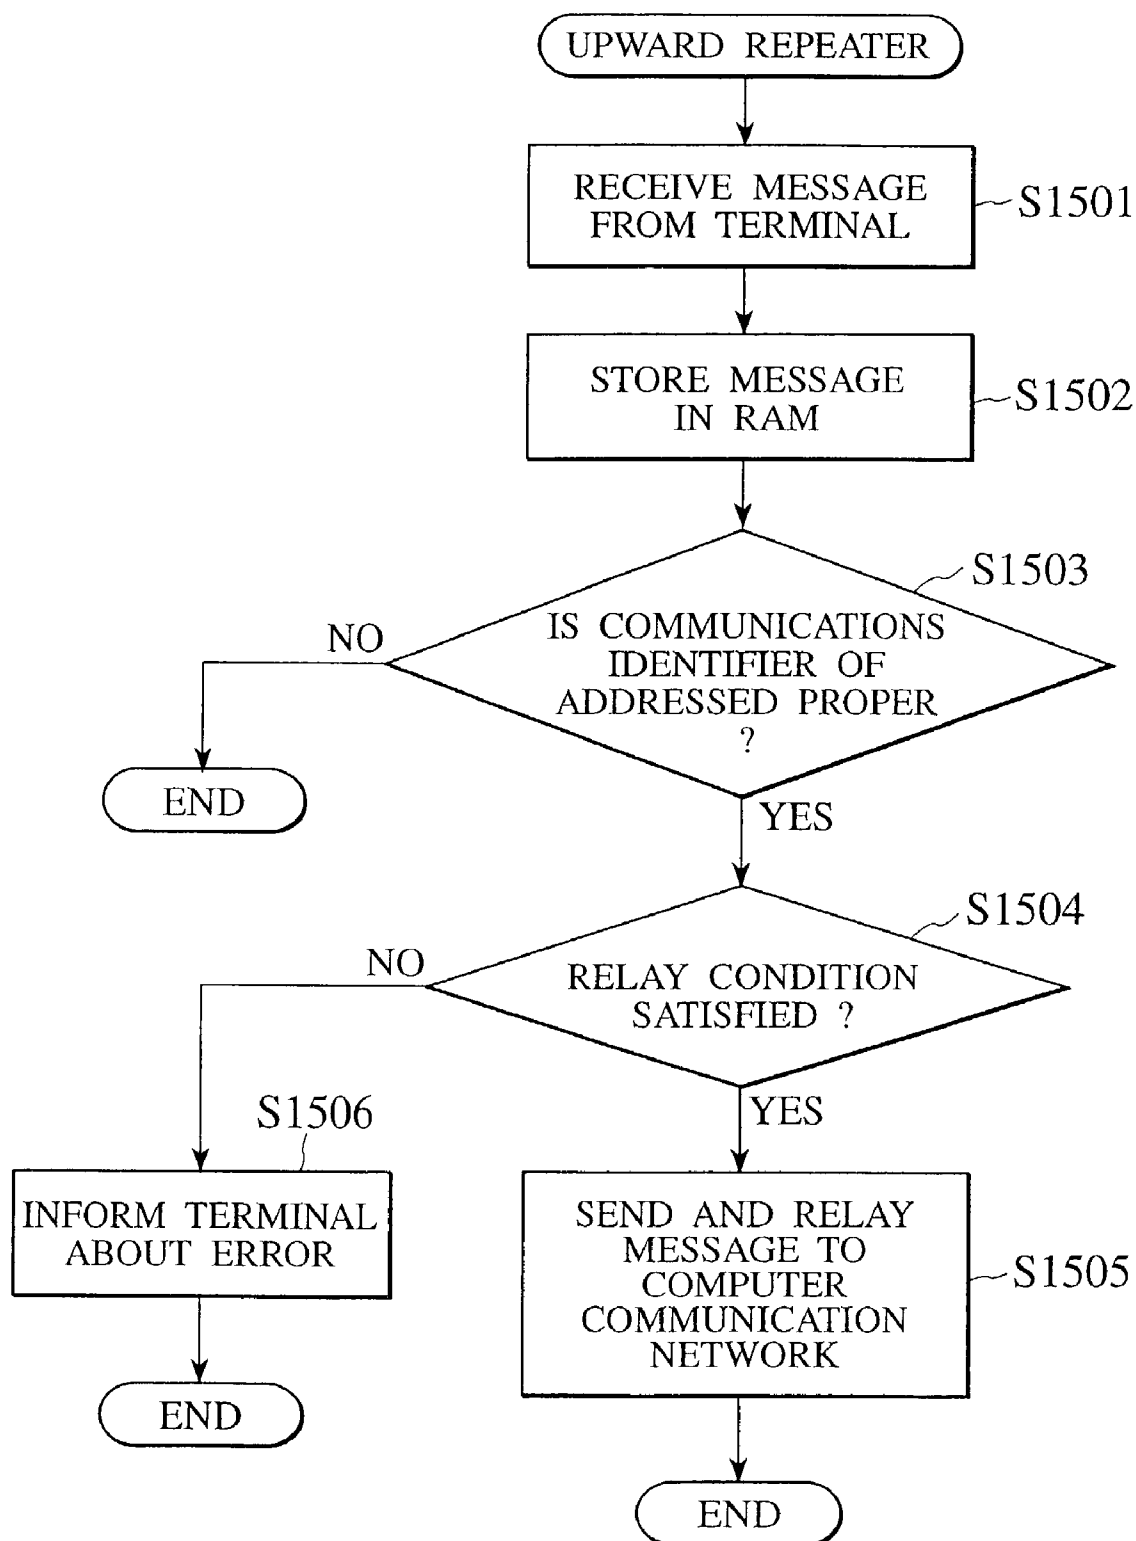 UPWARD REPEATER
RECEIVE MESSAGE
FROM TERMINAL
S1501
STORE MESSAGE
IN RAM
S1502
S1503
IS COMMUNICATIONS
IDENTIFIER OF
ADDRESSED PROPER
?
NO
END
YES
S1504
RELAY CONDITION
SATISFIED ?
NO
YES
S1506
INFORM TERMINAL
ABOUT ERROR
SEND AND RELAY
MESSAGE TO
COMPUTER
COMMUNICATION
NETWORK
S1505
END
END